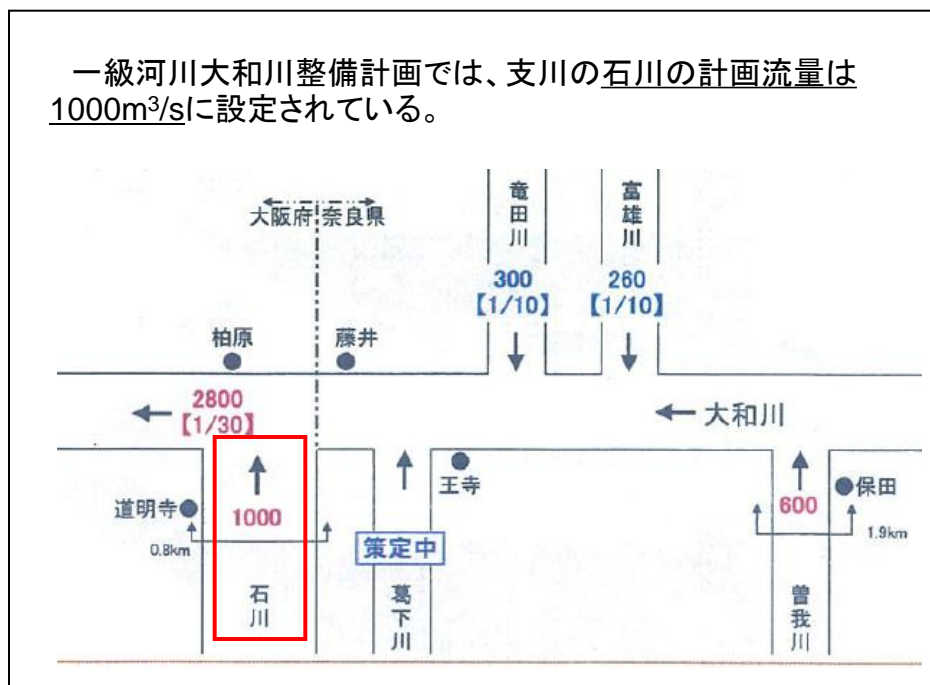 一級河川大和川整備計画では、支川の石川の計画流量は
1000m³/sに設定されている。
大阪府 奈良県
竜田川
富雄川
300
【1/10】
260
【1/10】
柏原
藤井
2800
【1/30】
大和川
王寺
保田
道明寺
1000
600
0.8km
1.9km
策定中
石川
葛下川
曽我川